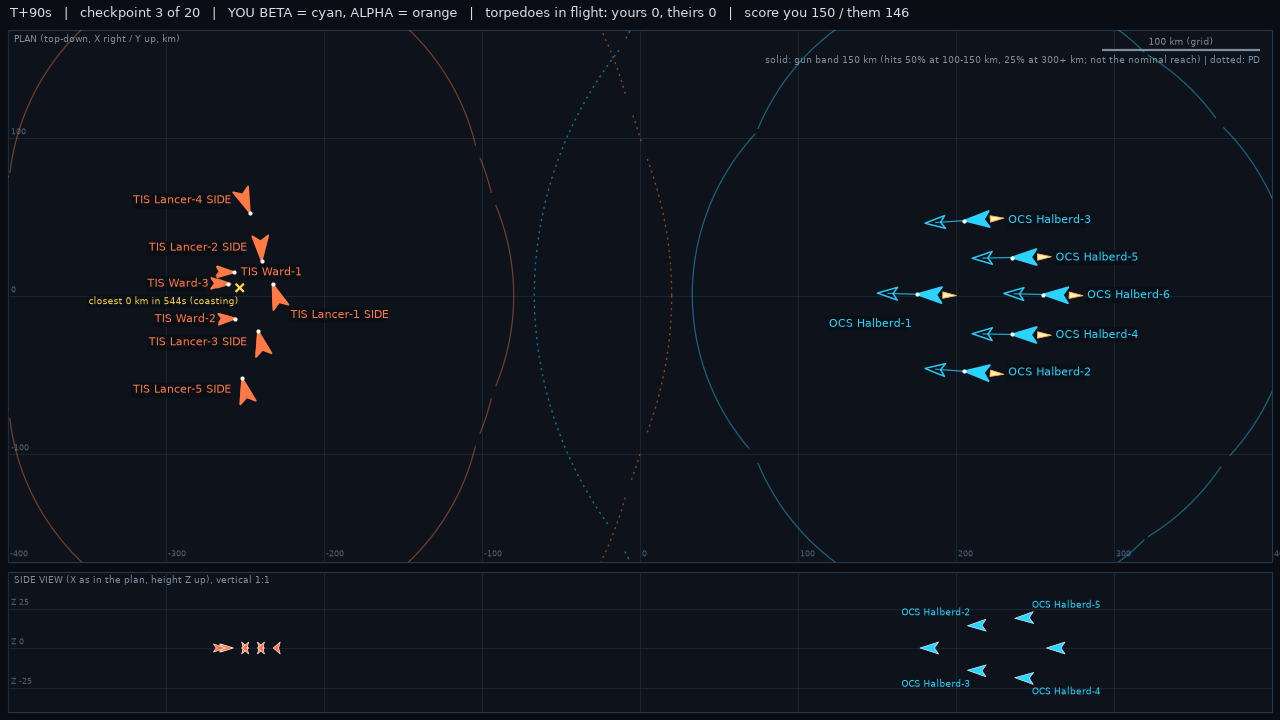 T+90s | checkpoint 3 of 20 | YOU BETA = cyan, ALPHA = orange | torpedoes in flight: yours 0, theirs 0 | score you 150 / them 146
PLAN (top-down, X right / Y up, km)
100 km (grid)
solid: gun band 150 km (hits 50% at 100-150 km, 25% at 300+ km; not the nominal reach) | dotted: PD
100
TIS Lancer-4 SIDE
OCS Halberd-3
TIS Lancer-2 SIDE
OCS Halberd-5
TIS Ward-1
TIS Ward-3
0
closest 0 km in 544s (coasting)
OCS Halberd-6
TIS Lancer-1 SIDE
TIS Ward-2
OCS Halberd-1
TIS Lancer-3 SIDE
OCS Halberd-4
OCS Halberd-2
TIS Lancer-5 SIDE
-100
-400
-300
-200
-100
0
100
200
300
SIDE VIEW (X as in the plan, height Z up), vertical 1:1
Z 25
OCS Halberd-5
OCS Halberd-2
Z 0
Z -25
OCS Halberd-3
OCS Halberd-4